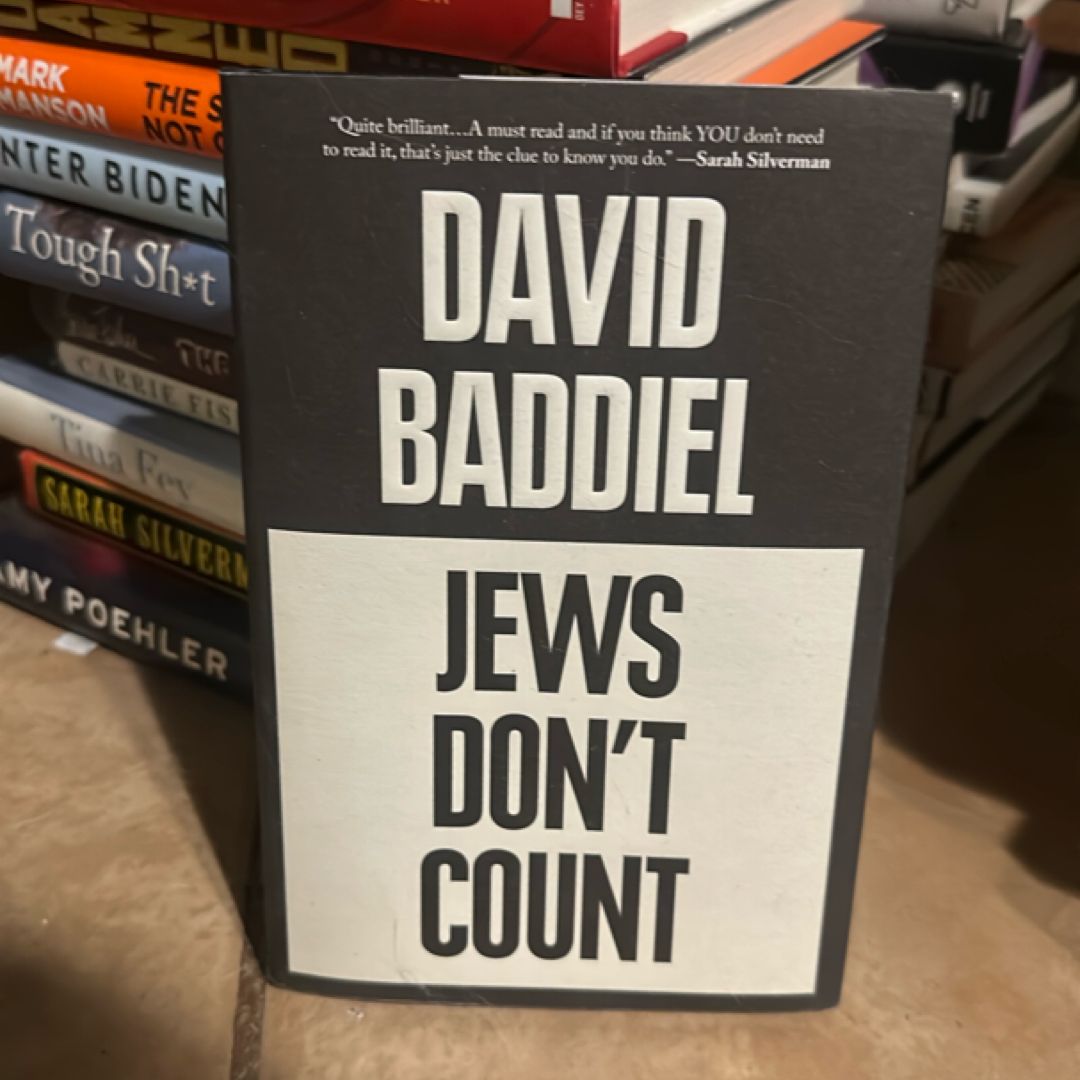 "Quite brilliant...A must read and if you think YOU don't need
to read it, that's just the clue to know you do." —Sarah Silverman
DAVID
BADDIEL
JEWS
DON'T
COUNT
MARK
MANSON
THE S
NOT
NTER BIDEN
Tough Sh*t
THE
CARRIE FIS
Tina Fey
SARAH SILVERM
AMY POEHLER